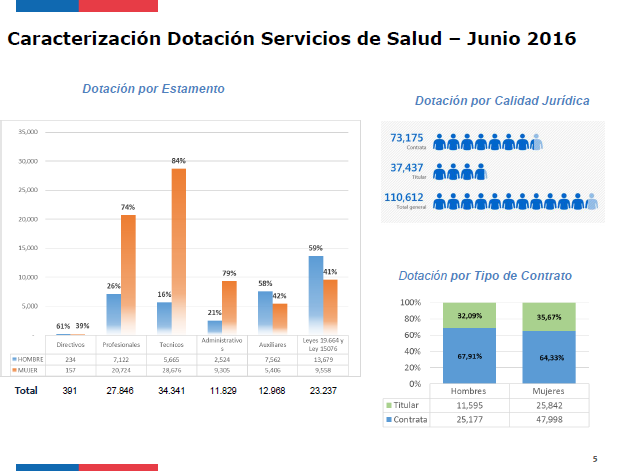 Caracterización Dotación Servicios de Salud – Junio 2016
Dotación por Estamento
35,000
30,000
25,000
20,000
15,000
10,000
5,000
-
61% 39%
26% 74%
16% 84%
21% 79%
58% 42%
59% 41%
Directivos Profesionales Tecnicos Administrativo
s Auxiliares Leyes 19.664 y
Ley 15076
HOMBRE 234 7,122 5,665 2,524 7,562 13,679
MUJER 157 20,724 28,676 9,305 5,406 9,558
Total 391 27.846 34.341 11.829 12.968 23.237
Dotación por Calidad Jurídica
73,175
Contrata
37,437
Titular
110,612
Total general
Dotación por Tipo de Contrato
100%
80%
60%
40%
20%
0%
32,09% 35,67%
67,91% 64,33%
Hombres Mujeres
Titular 11,595 25,842
Contrata 25,177 47,998
5